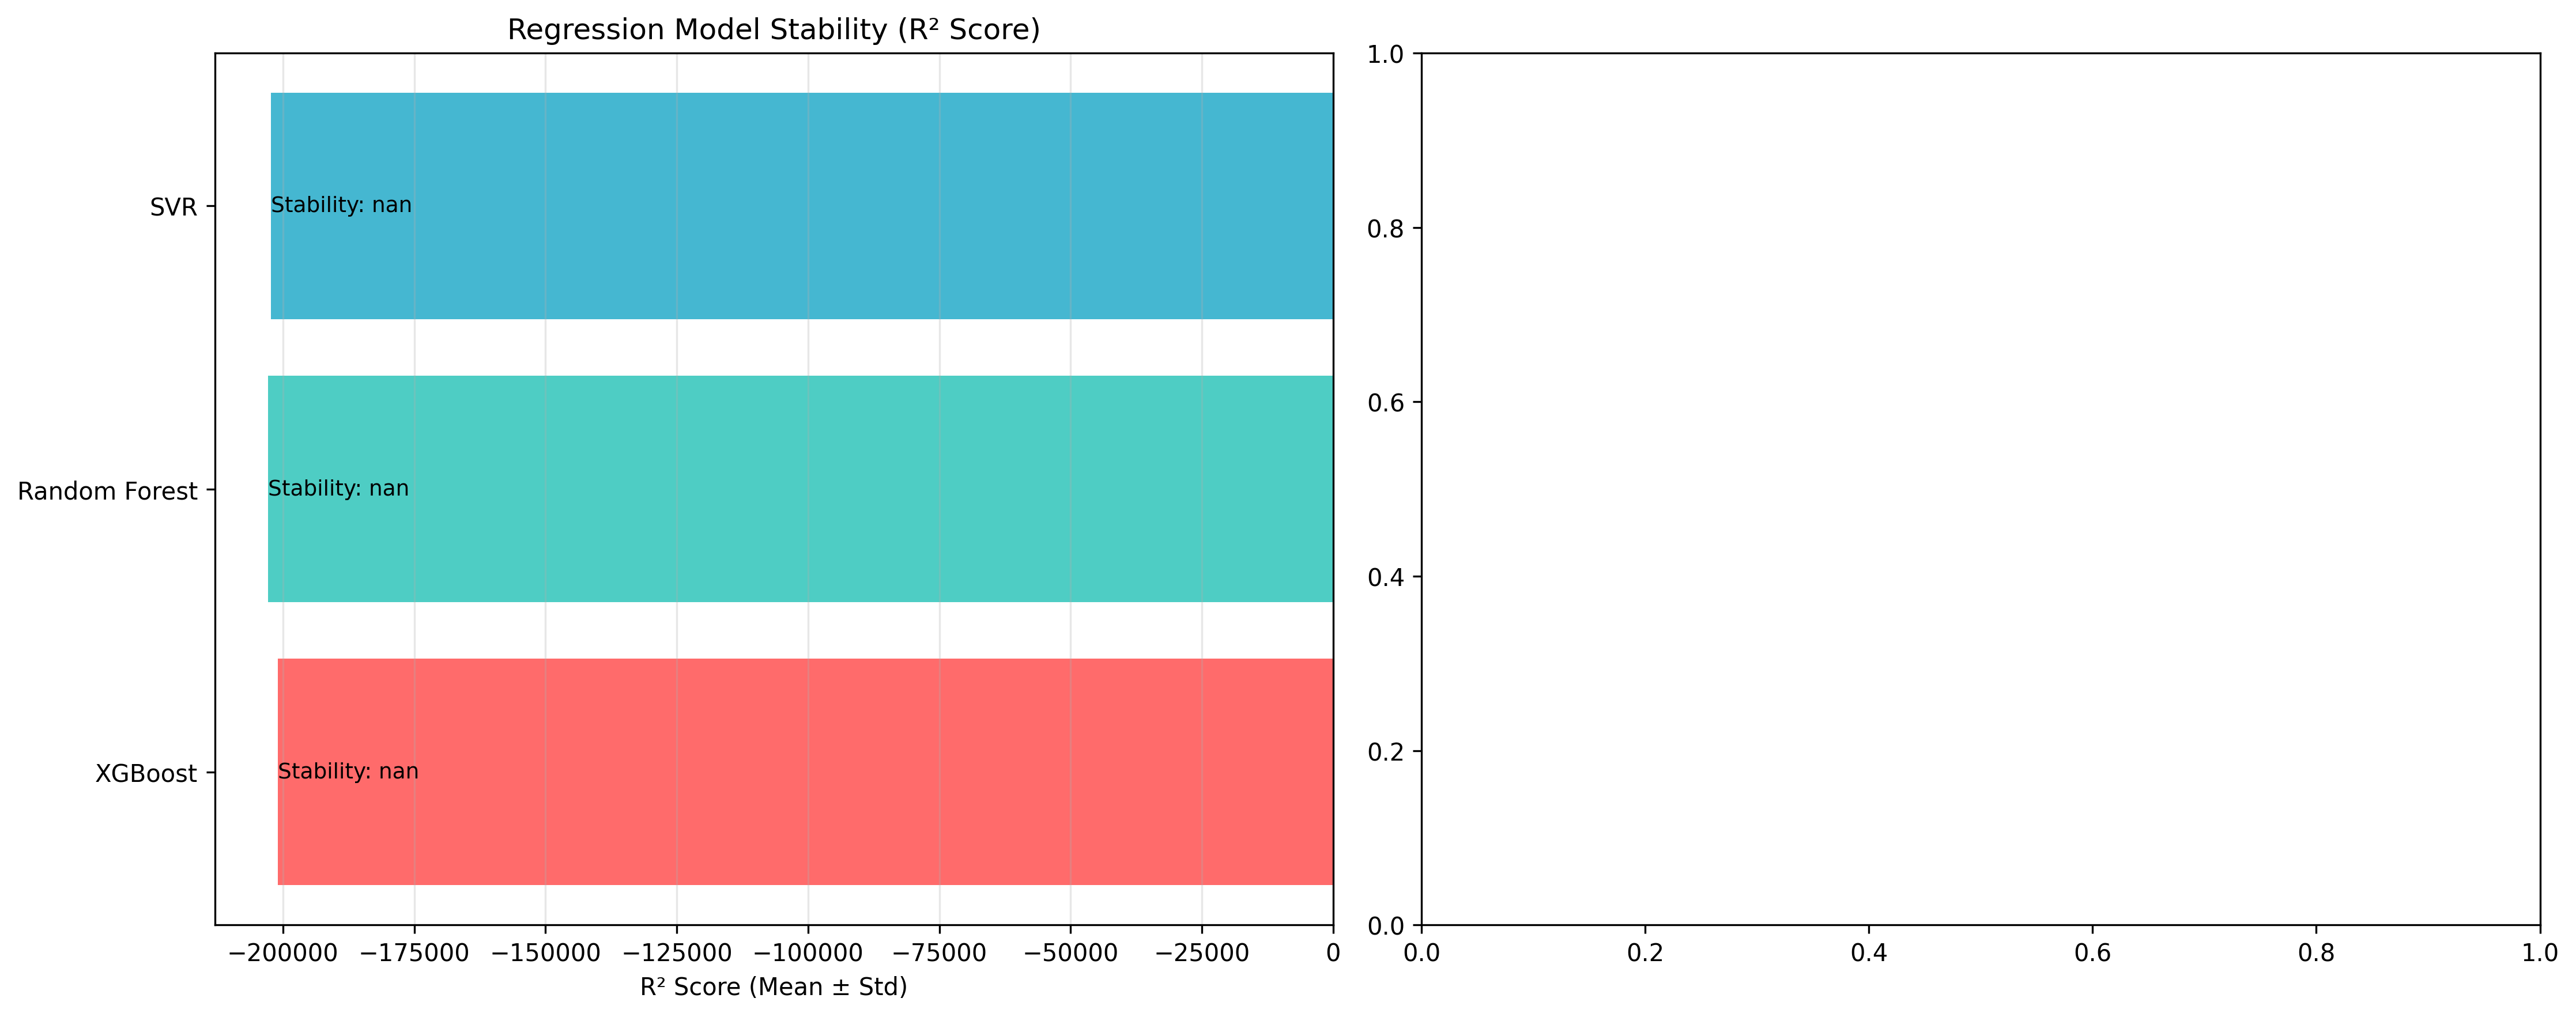 Regression Model Stability (R² Score)
SVR
Stability: nan
Random Forest
Stability: nan
XGBoost
Stability: nan
−200000 −175000 −150000 −125000 −100000 −75000 −50000 −25000 0
R² Score (Mean ± Std)
1.0
0.8
0.6
0.4
0.2
0.0
0.0 0.2 0.4 0.6 0.8 1.0